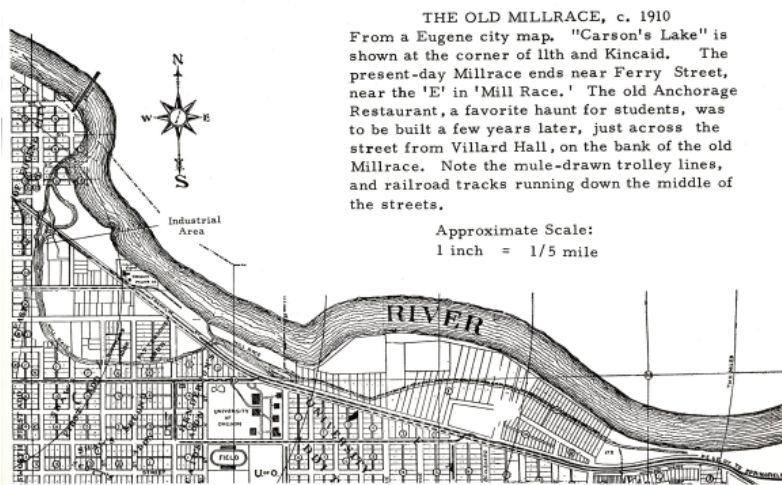 THE OLD MILLRACE, c. 1910
From a Eugene city map. "Carson's Lake" is
shown at the corner of 11th and Kincaid. The
present-day Millrace ends near Ferry Street,
near the 'E' in 'Mill Race.' The old Anchorage
Restaurant, a favorite haunt for students, was
to be built a few years later, just across the
street from Villard Hall, on the bank of the old
Millrace. Note the mule-drawn trolley lines,
and railroad tracks running down the middle of
the streets.
Approximate Scale:
1 inch = 1/5 mile
N
W E
S
Industrial
Area
RIVER
UNIVERSITY
OF
OREGON
UNIVERSITY
FIELD
U of O
STREET